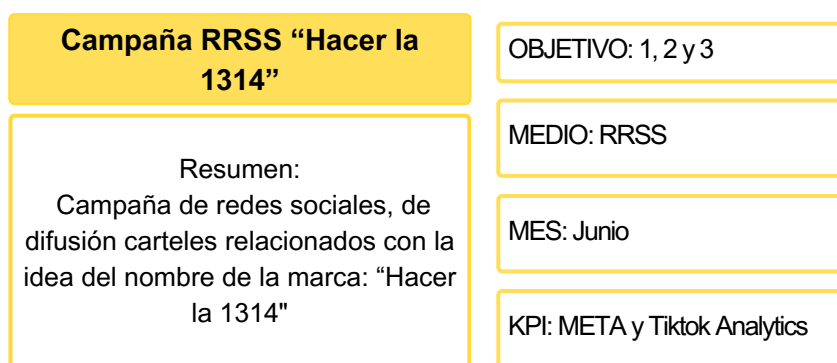 Campaña RRSS “Hacer la
1314”
Resumen:
Campaña de redes sociales, de
difusión carteles relacionados con la
idea del nombre de la marca: “Hacer
la 1314"
OBJETIVO: 1, 2 y 3
MEDIO: RRSS
MES: Junio
KPI: META y Tiktok Analytics